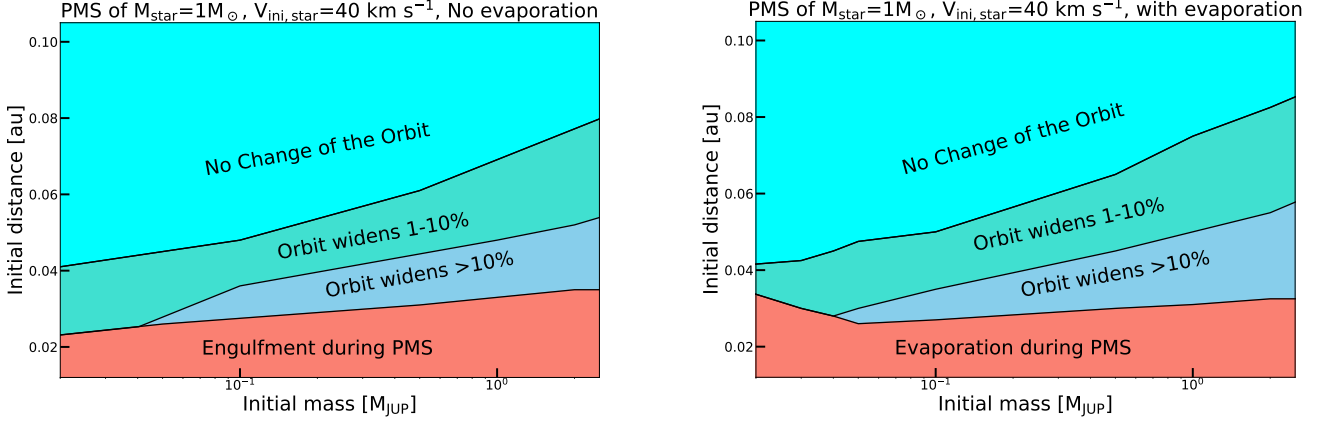 PMS of M_star=1M_⊙, V_ini, star=40 km s⁻¹, No evaporation
0.10
0.08
0.06
0.04
0.02
Initial distance [au]
No Change of the Orbit
Orbit widens 1-10%
Orbit widens >10%
Engulfment during PMS
10⁻¹
10⁰
Initial mass [M_JUP]
PMS of M_star=1M_⊙, V_ini, star=40 km s⁻¹, with evaporation
0.10
0.08
0.06
0.04
0.02
Initial distance [au]
No Change of the Orbit
Orbit widens 1-10%
Orbit widens >10%
Evaporation during PMS
10⁻¹
10⁰
Initial mass [M_JUP]